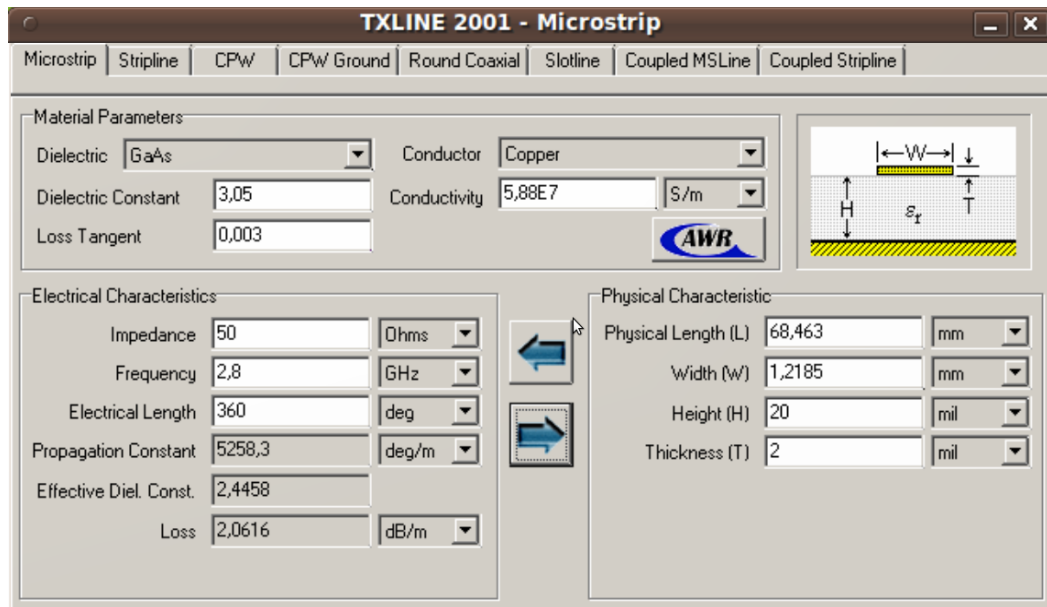 TXLINE 2001 - Microstrip
Microstrip Stripline CPW CPW Ground Round Coaxial Slotline Coupled MSLine Coupled Stripline
Material Parameters
Dielectric GaAs Conductor Copper
Dielectric Constant 3,05 Conductivity 5,88E7 S/m
Loss Tangent 0,003 AWR
←W→
H εr T
Electrical Characteristics
Impedance 50 Ohms
Frequency 2,8 GHz
Electrical Length 360 deg
Propagation Constant 5258,3 deg/m
Effective Diel. Const. 2,4458
Loss 2,0616 dB/m
Physical Characteristic
Physical Length (L) 68,463 mm
Width (W) 1,2185 mm
Height (H) 20 mil
Thickness (T) 2 mil